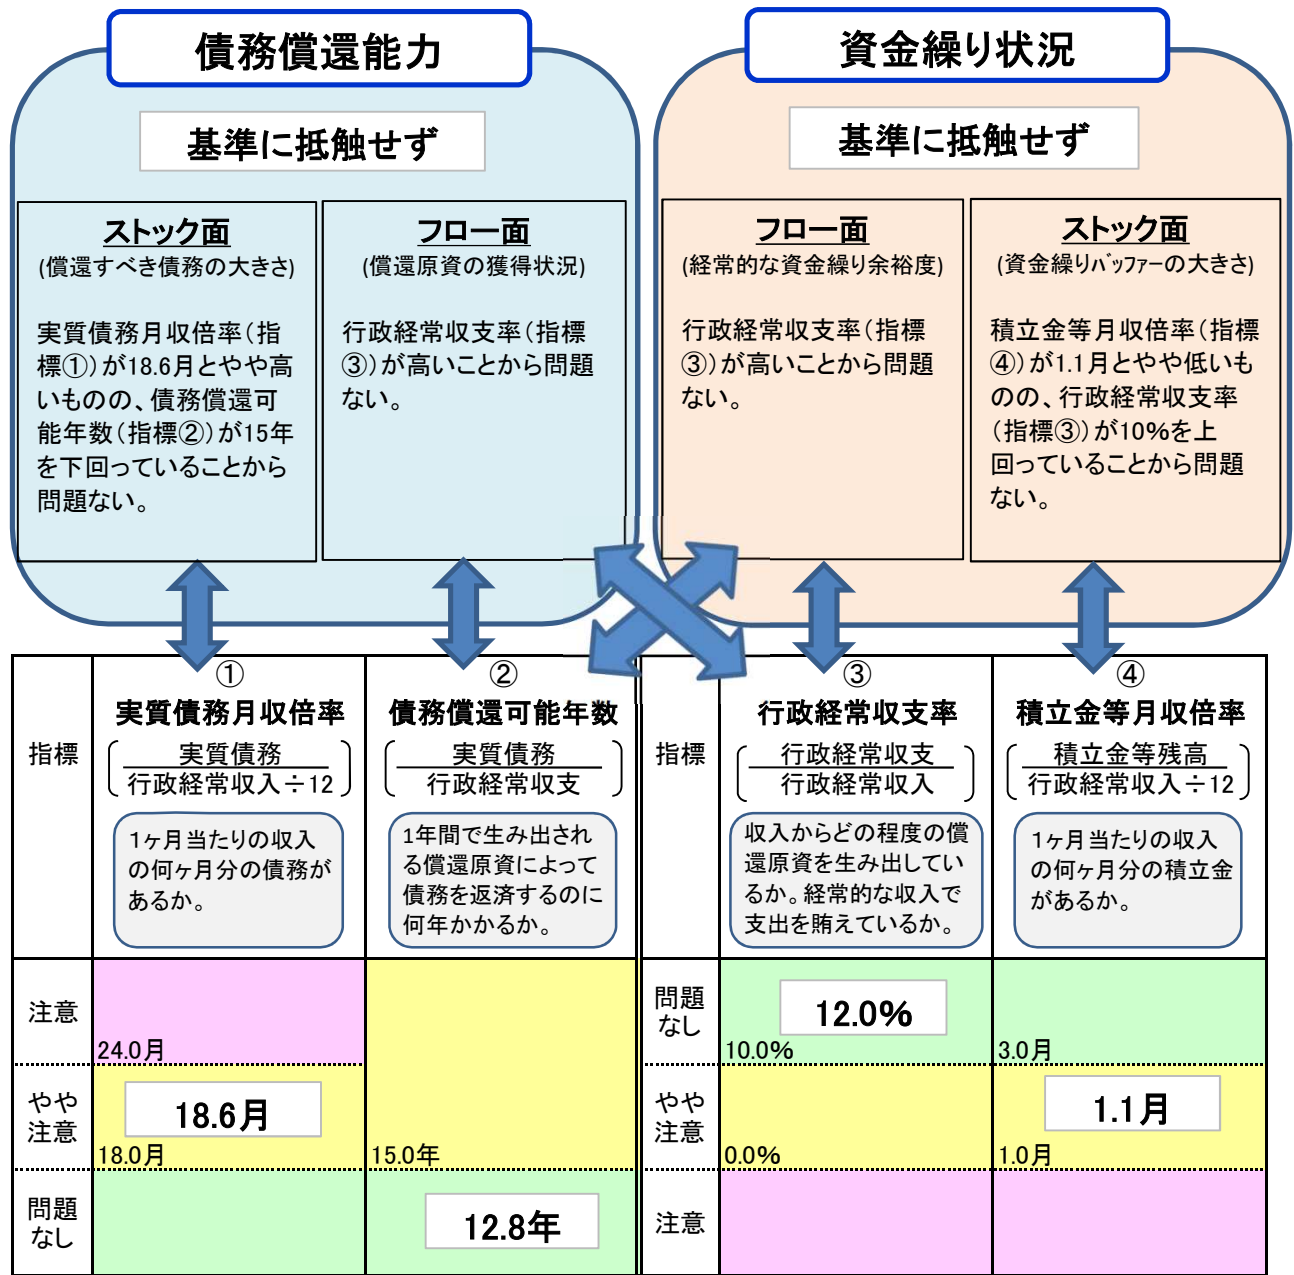 債務償還能力
基準に抵触せず
ストック面
(償還すべき債務の大きさ)
実質債務月収倍率(指
標①)が18.6月とやや高
いものの、債務償還可
能年数(指標②)が15年
を下回っていることから
問題ない。
フロー面
(償還原資の獲得状況)
行政経常収支率(指標
③)が高いことから問題
ない。
資金繰り状況
基準に抵触せず
フロー面
(経常的な資金繰り余裕度)
行政経常収支率(指標
③)が高いことから問題
ない。
ストック面
(資金繰りバッファーの大きさ)
積立金等月収倍率(指標
④)が1.1月とやや低いも
のの、行政経常収支率
(指標③)が10%を上
回っていることから問題
ない。
指標
①
実質債務月収倍率
実質債務
行政経常収入÷12
1ヶ月当たりの収入
の何ヶ月分の債務が
あるか。
②
債務償還可能年数
実質債務
行政経常収支
1年間で生み出され
る償還原資によって
債務を返済するのに
何年かかるか。
指標
③
行政経常収支率
行政経常収支
行政経常収入
収入からどの程度の償
還原資を生み出してい
るか。経常的な収入で
支出を賄えているか。
④
積立金等月収倍率
積立金等残高
行政経常収入÷12
1ヶ月当たりの収入
の何ヶ月分の積立金
があるか。
注意
24.0月
やや
注意
18.6月
18.0月
15.0年
問題
なし
12.8年
問題
なし
12.0%
10.0%
3.0月
やや
注意
1.1月
0.0%
1.0月
注意